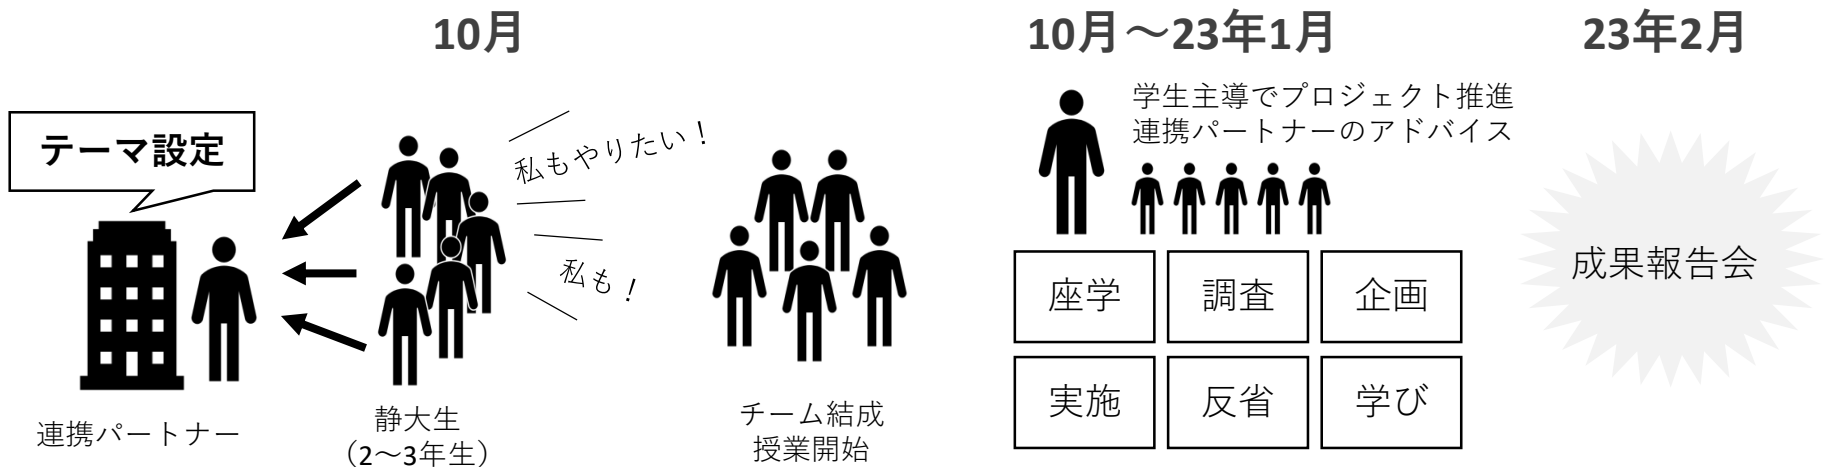 10月
10月～23年1月
23年2月
テーマ設定
私もやりたい！
私も！
連携パートナー
静大生
（2～3年生）
チーム結成
授業開始
学生主導でプロジェクト推進
連携パートナーのアドバイス
座学
調査
企画
実施
反省
学び
成果報告会